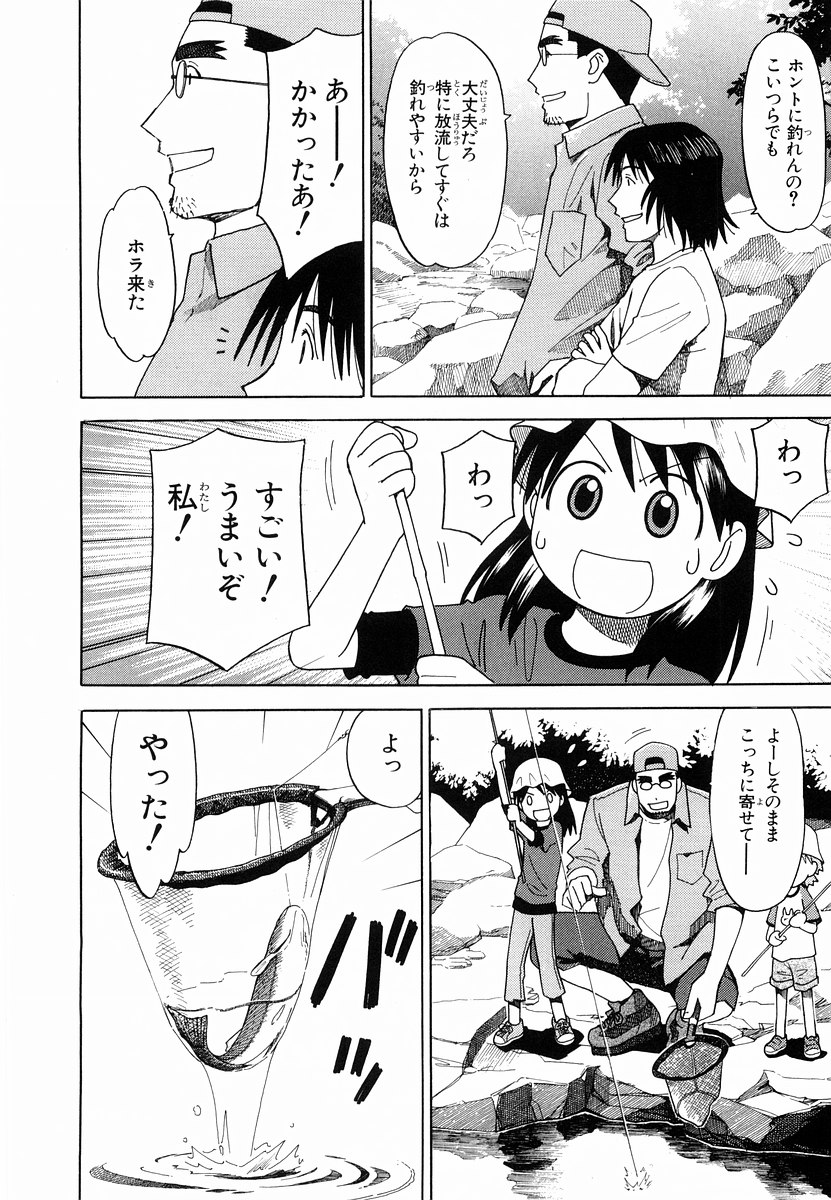 ホントに釣れんの?
こいつらでも
大丈夫だろ
特に放流してすぐは
釣れやすいから
あー!
かかったあ!
ホラ来た
わっ
わっ
すごい!
うまいぞ
私!
よーしそのまま
こっちに寄せてー
よっ
やった!
ババ